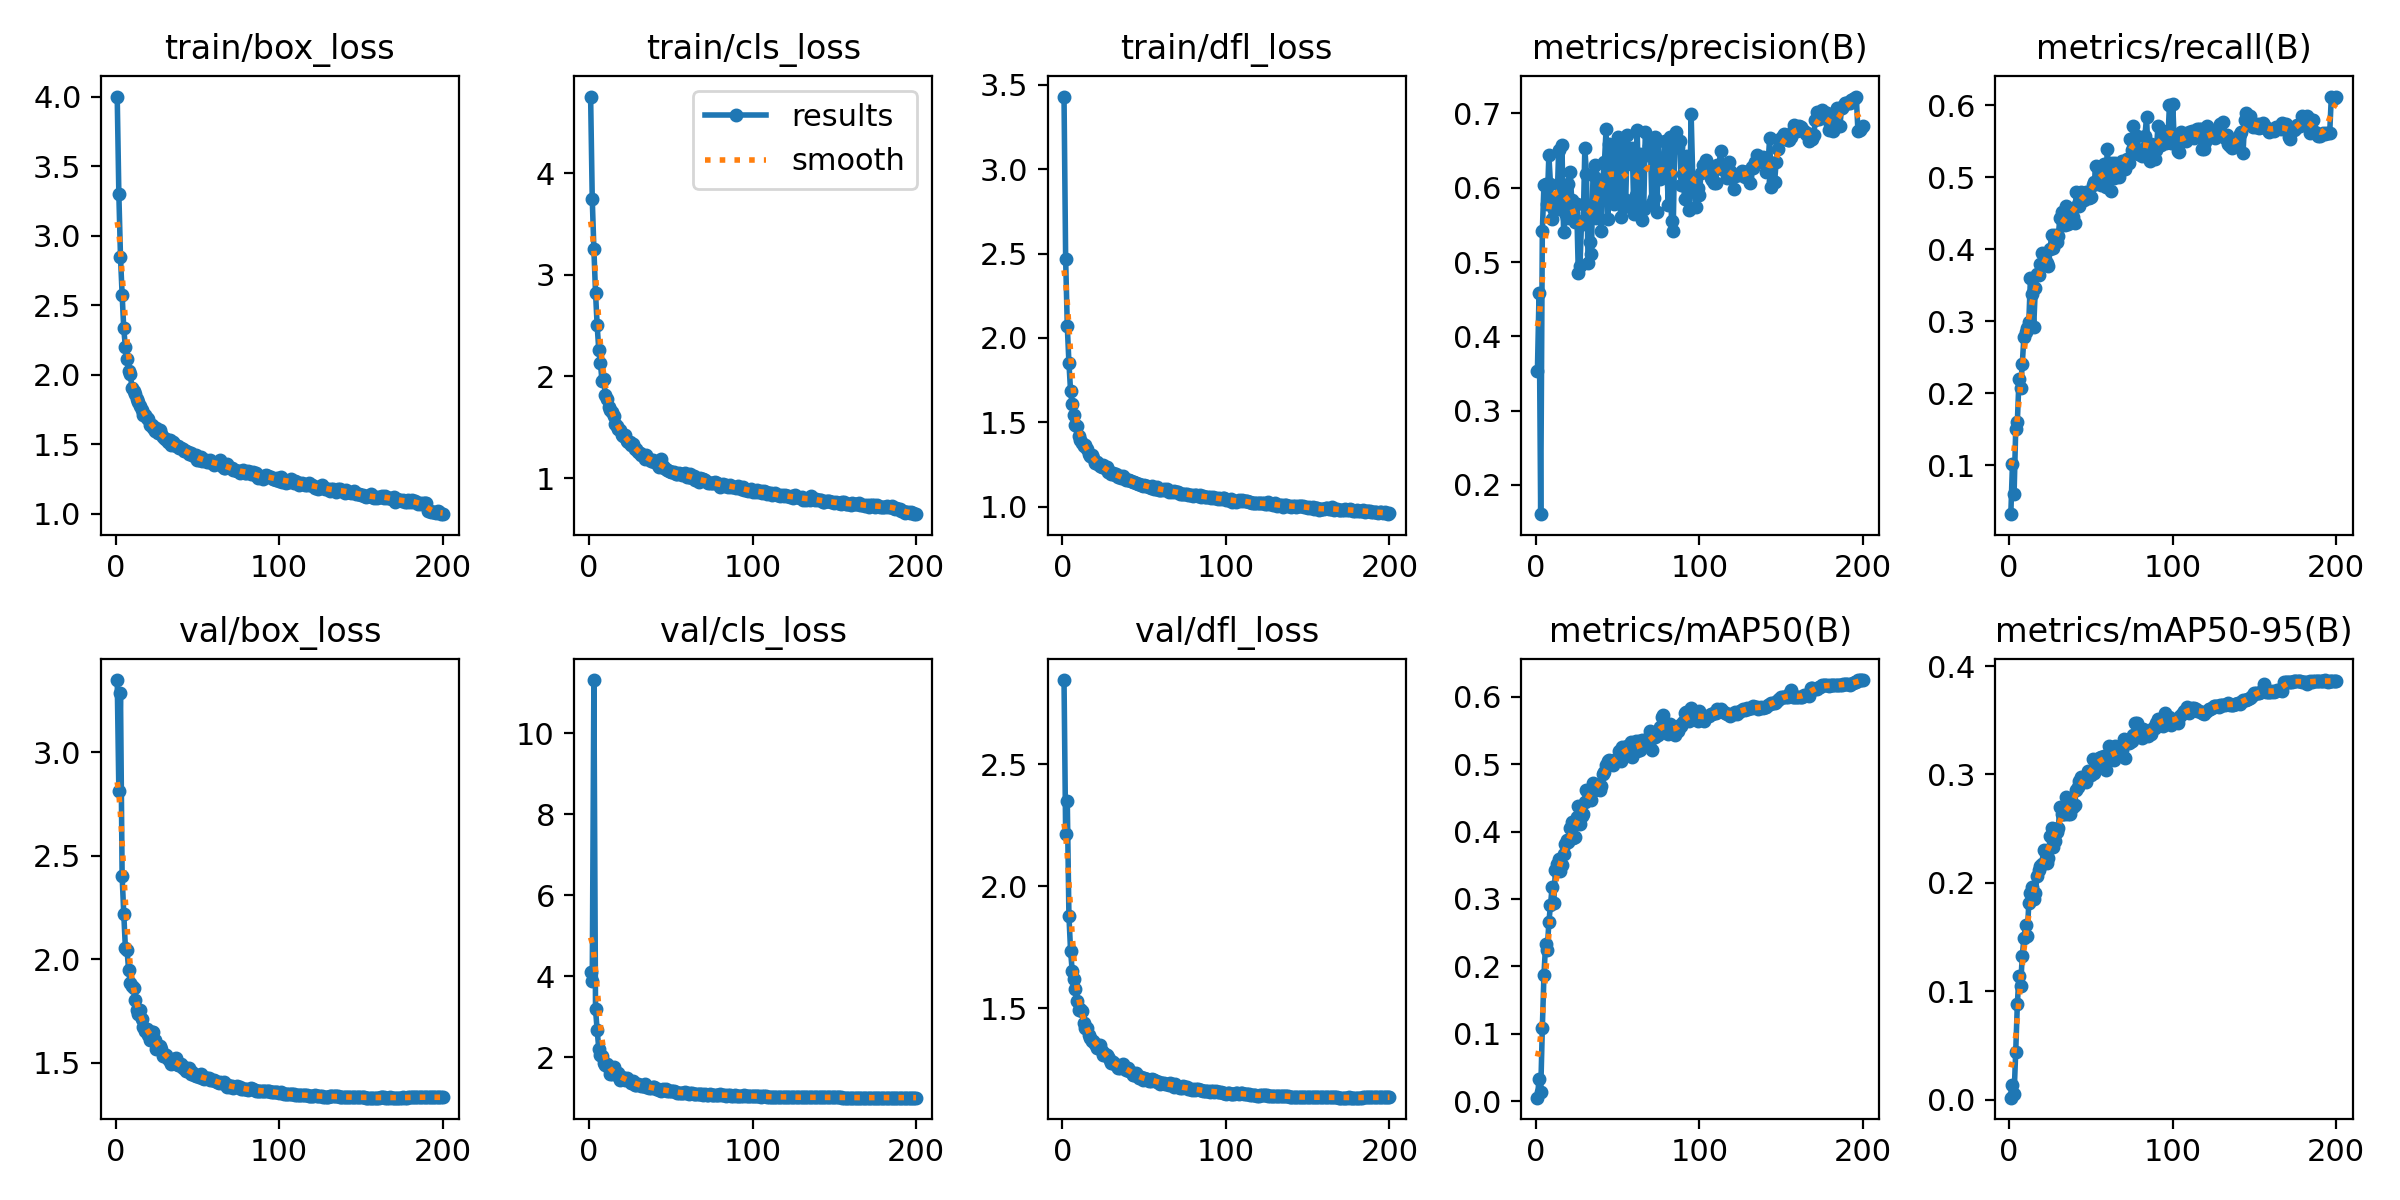 train/box_loss
4.0
3.5
3.0
2.5
2.0
1.5
1.0
0 100 200
train/cls_loss
results
smooth
4
3
2
1
0 100 200
train/dfl_loss
3.5
3.0
2.5
2.0
1.5
1.0
0 100 200
metrics/precision(B)
0.7
0.6
0.5
0.4
0.3
0.2
0 100 200
metrics/recall(B)
0.6
0.5
0.4
0.3
0.2
0.1
0 100 200
val/box_loss
3.0
2.5
2.0
1.5
0 100 200
val/cls_loss
10
8
6
4
2
0 100 200
val/dfl_loss
2.5
2.0
1.5
0 100 200
metrics/mAP50(B)
0.6
0.5
0.4
0.3
0.2
0.1
0.0
0 100 200
metrics/mAP50-95(B)
0.4
0.3
0.2
0.1
0.0
0 100 200